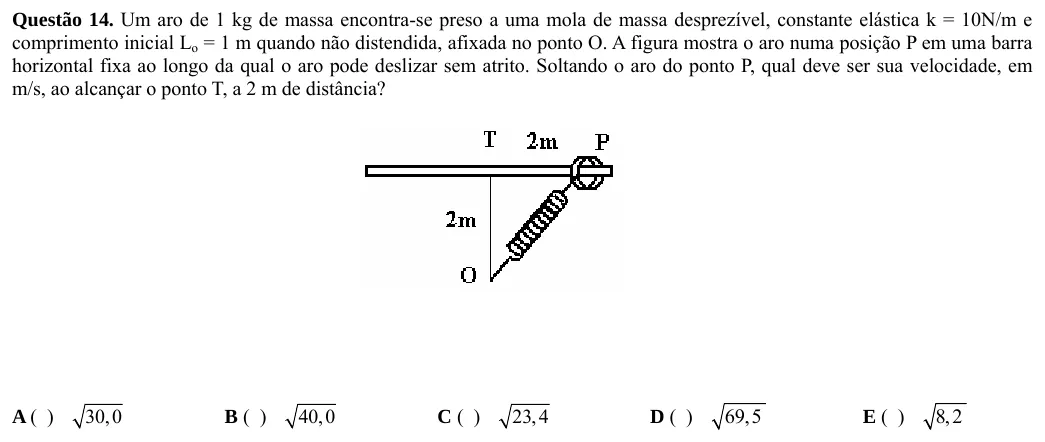 Questão 14. Um aro de 1 kg de massa encontra-se preso a uma mola de massa desprezível, constante elástica k = 10N/m e
comprimento inicial Lₒ = 1 m quando não distendida, afixada no ponto O. A figura mostra o aro numa posição P em uma barra
horizontal fixa ao longo da qual o aro pode deslizar sem atrito. Soltando o aro do ponto P, qual deve ser sua velocidade, em
m/s, ao alcançar o ponto T, a 2 m de distância?
T 2m P
2m
O
A ( ) √30,0 B ( ) √40,0 C ( ) √23,4 D ( ) √69,5 E ( ) √8,2